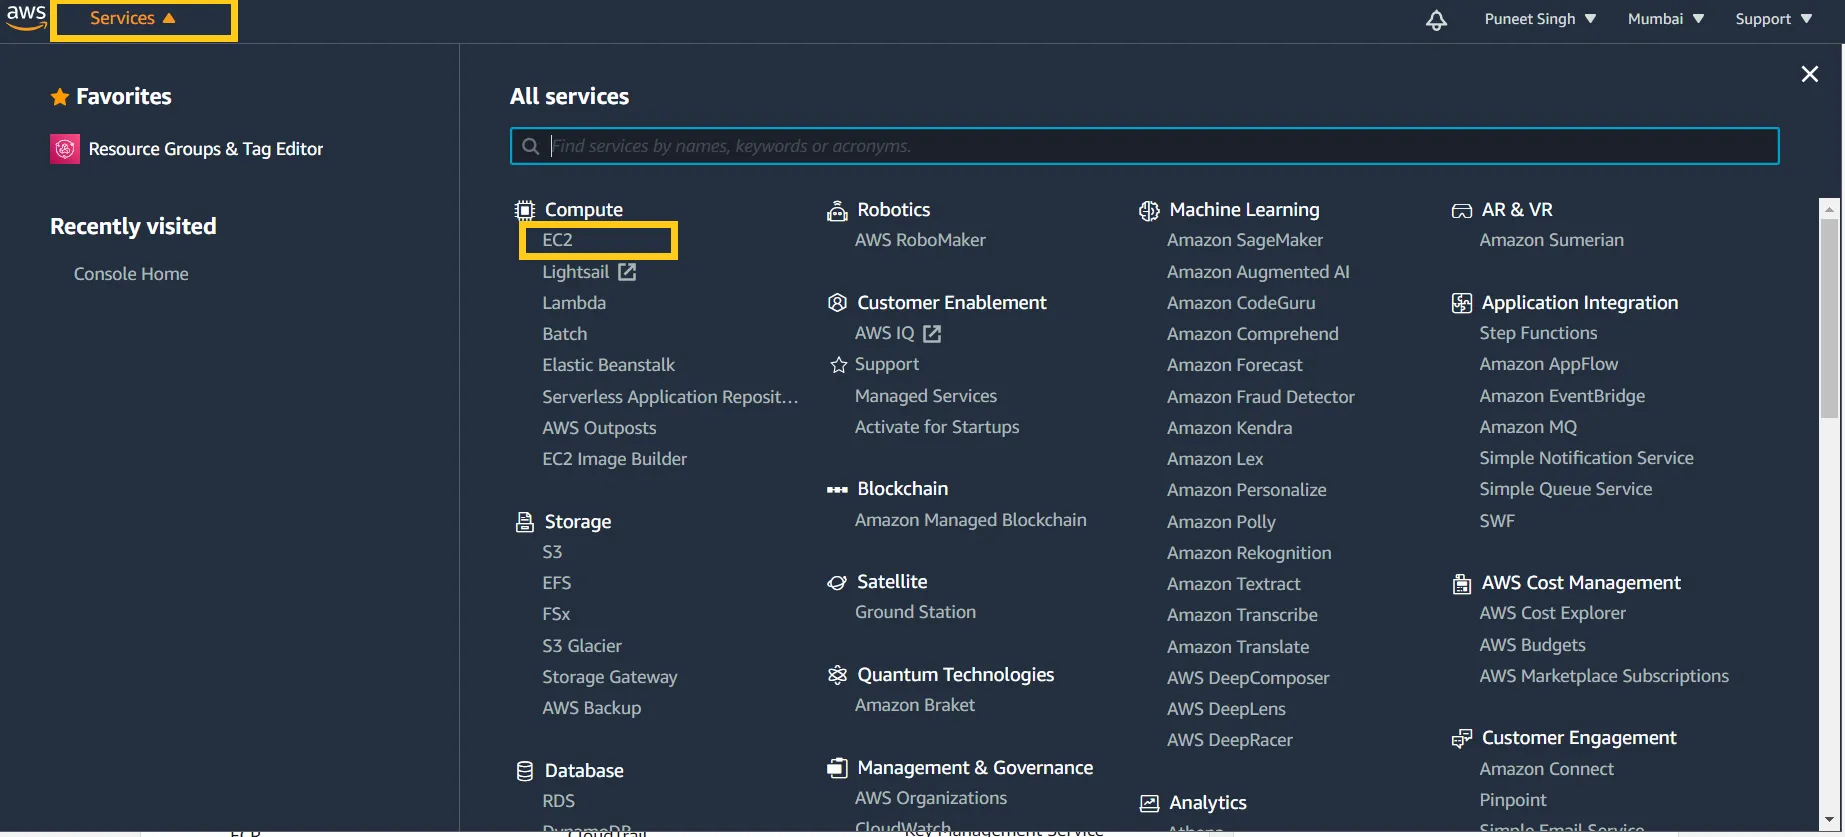 aws
Services
Puneet Singh
Mumbai
Support
Favorites
Resource Groups & Tag Editor
Recently visited
Console Home
All services
Find services by names, keywords or acronyms.
Compute
EC2
Lightsail
Lambda
Batch
Elastic Beanstalk
Serverless Application Reposit...
AWS Outposts
EC2 Image Builder
Storage
S3
EFS
FSx
S3 Glacier
Storage Gateway
AWS Backup
Database
RDS
DynamoDB
Robotics
AWS RoboMaker
Customer Enablement
AWS IQ
Support
Managed Services
Activate for Startups
Blockchain
Amazon Managed Blockchain
Satellite
Ground Station
Quantum Technologies
Amazon Braket
Management & Governance
AWS Organizations
CloudWatch
Machine Learning
Amazon SageMaker
Amazon Augmented AI
Amazon CodeGuru
Amazon Comprehend
Amazon Forecast
Amazon Fraud Detector
Amazon Kendra
Amazon Lex
Amazon Personalize
Amazon Polly
Amazon Rekognition
Amazon Textract
Amazon Transcribe
Amazon Translate
AWS DeepComposer
AWS DeepLens
AWS DeepRacer
Analytics
Athena
AR & VR
Amazon Sumerian
Application Integration
Step Functions
Amazon AppFlow
Amazon EventBridge
Amazon MQ
Simple Notification Service
Simple Queue Service
SWF
AWS Cost Management
AWS Cost Explorer
AWS Budgets
AWS Marketplace Subscriptions
Customer Engagement
Amazon Connect
Pinpoint
Simple Email Service
CloudTrail
Key Management Service